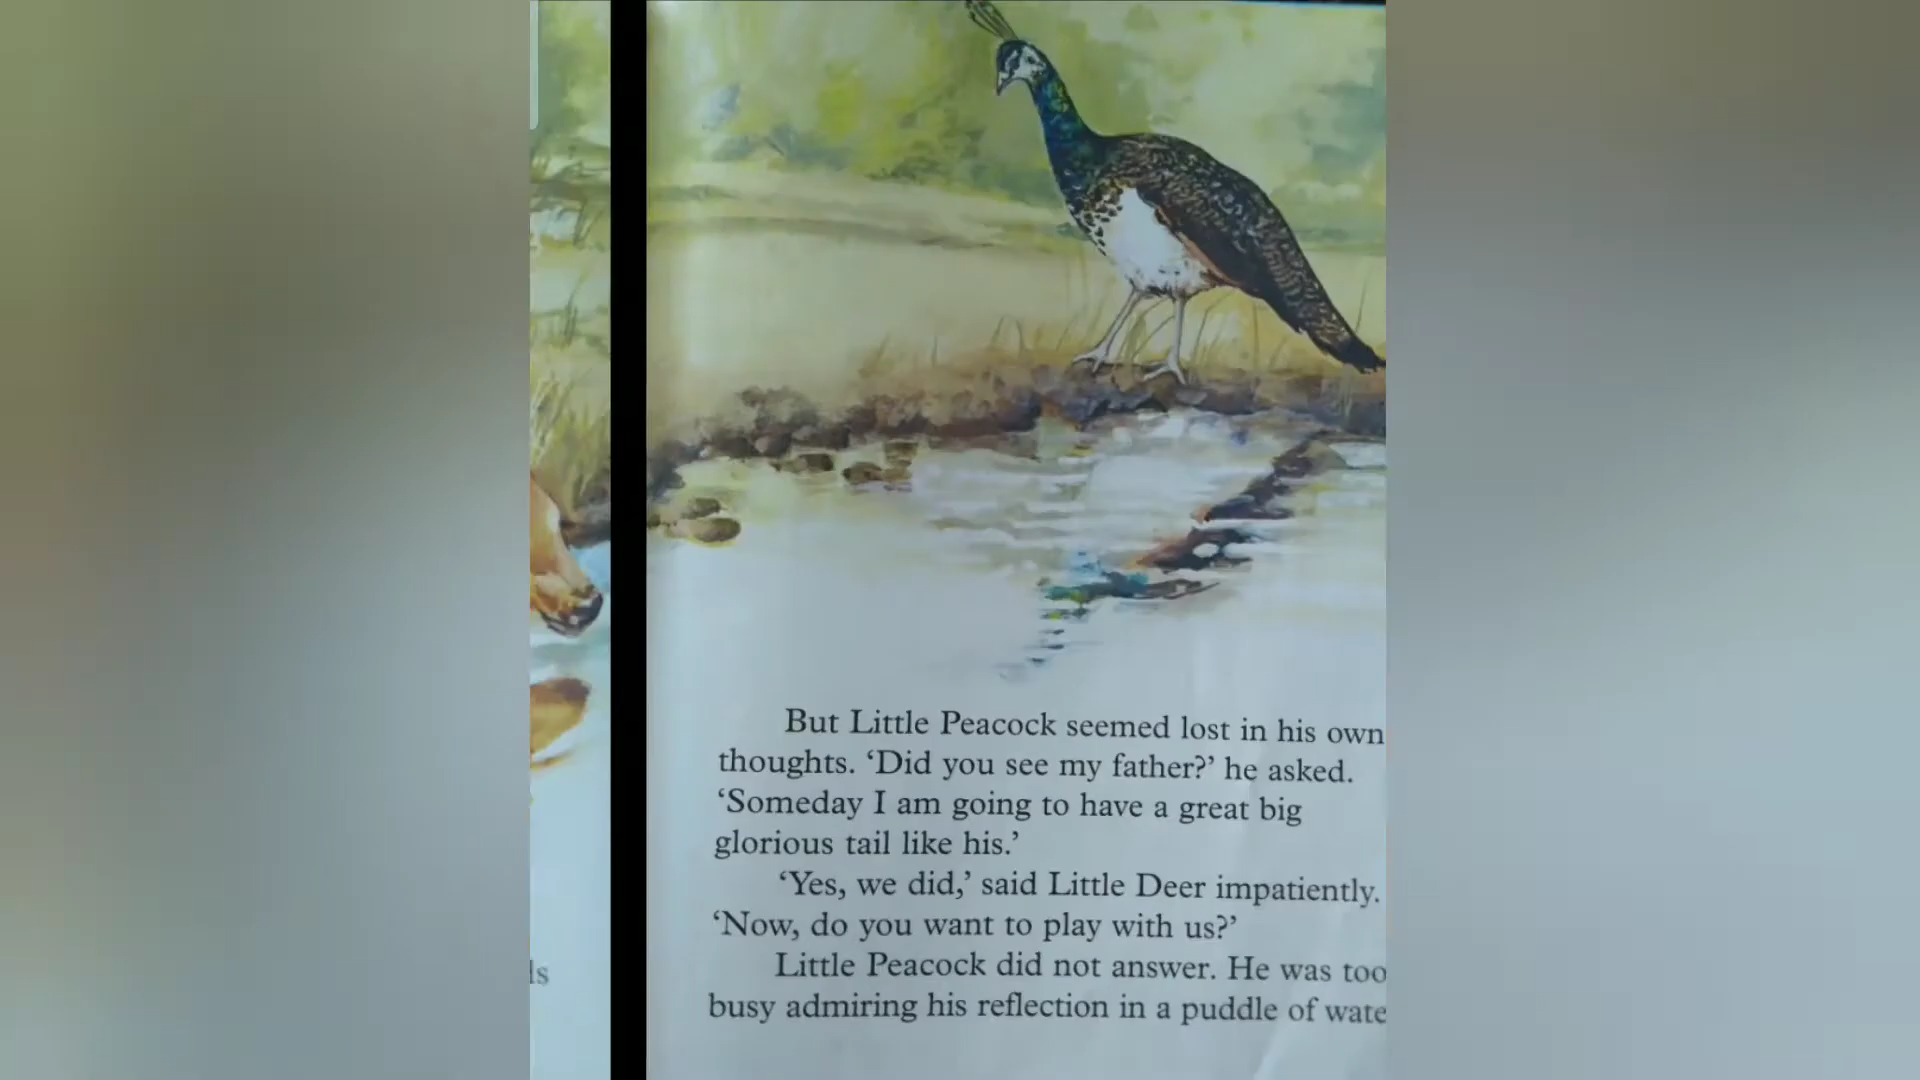 But Little Peacock seemed lost in his own
thoughts. ‘Did you see my father?’ he asked.
‘Someday I am going to have a great big
glorious tail like his.’
‘Yes, we did,’ said Little Deer impatiently.
‘Now, do you want to play with us?’
Little Peacock did not answer. He was too
busy admiring his reflection in a puddle of